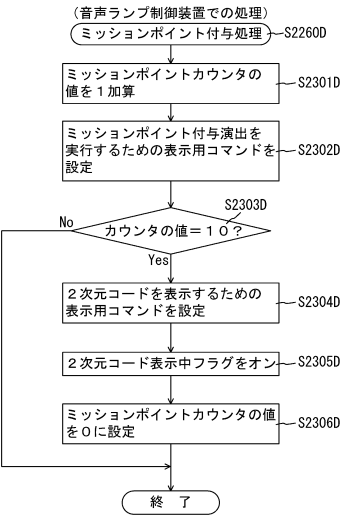 （音声ランプ制御装置での処理）
ミッションポイント付与処理
S2260D
ミッションポイントカウンタの
値を１加算
S2301D
ミッションポイント付与演出を
実行するための表示用コマンドを
設定
S2302D
S2303D
No
カウンタの値＝１０？
Yes
２次元コードを表示するための
表示用コマンドを設定
S2304D
２次元コード表示中フラグをオン
S2305D
ミッションポイントカウンタの値
を０に設定
S2306D
終　了